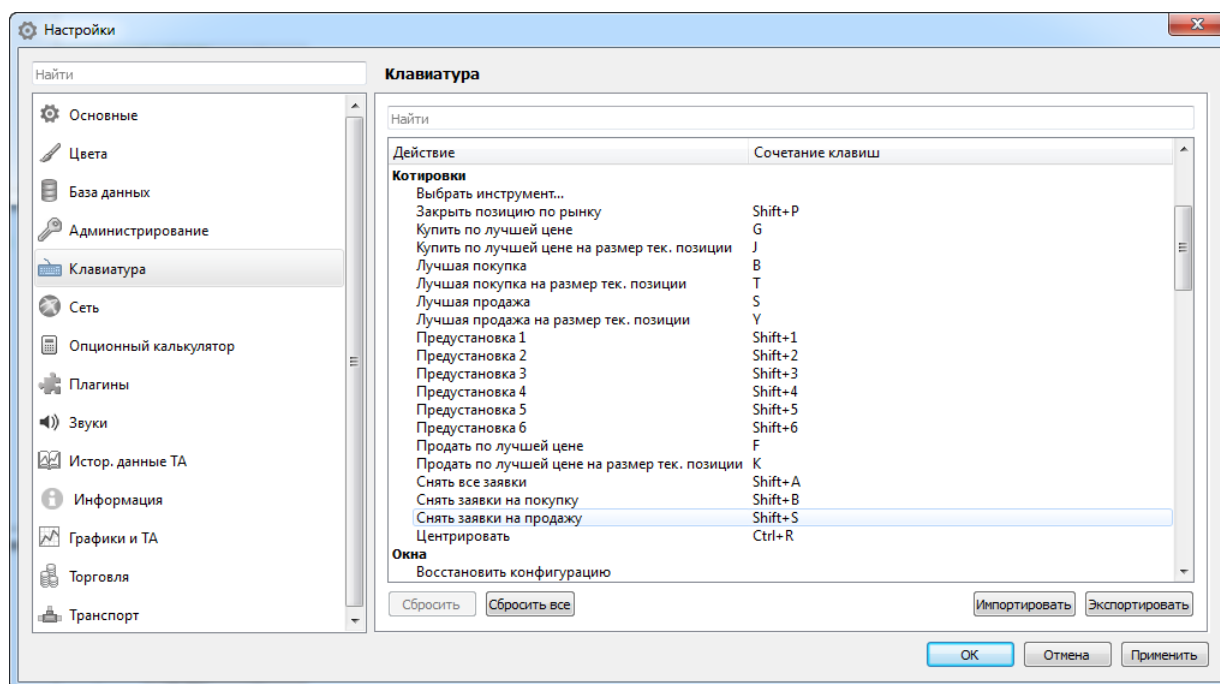 Настройки
Найти
Основные
Цвета
База данных
Администрирование
Клавиатура
Сеть
Опционный калькулятор
Плагины
Звуки
Истор. данные ТА
Информация
Графики и ТА
Торговля
Транспорт
Клавиатура
Найти
Действие Сочетание клавиш
Котировки
Выбрать инструмент...
Закрыть позицию по рынку Shift+P
Купить по лучшей цене G
Купить по лучшей цене на размер тек. позиции J
Лучшая покупка B
Лучшая покупка на размер тек. позиции T
Лучшая продажа S
Лучшая продажа на размер тек. позиции Y
Предустановка 1 Shift+1
Предустановка 2 Shift+2
Предустановка 3 Shift+3
Предустановка 4 Shift+4
Предустановка 5 Shift+5
Предустановка 6 Shift+6
Продать по лучшей цене F
Продать по лучшей цене на размер тек. позиции K
Снять все заявки Shift+A
Снять заявки на покупку Shift+B
Снять заявки на продажу Shift+S
Центрировать Ctrl+R
Окна
Восстановить конфигурацию
Сбросить Сбросить все Импортировать Экспортировать
OK Отмена Применить